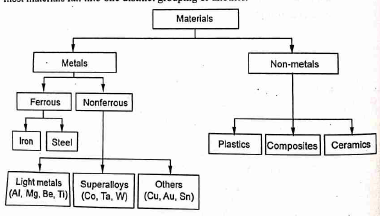 Materials
Metals
Non-metals
Ferrous
Nonferrous
Iron
Steel
Plastics
Composites
Ceramics
Light metals
(Al, Mg, Be, Ti)
Superalloys
(Co, Ta, W)
Others
(Cu, Au, Sn)